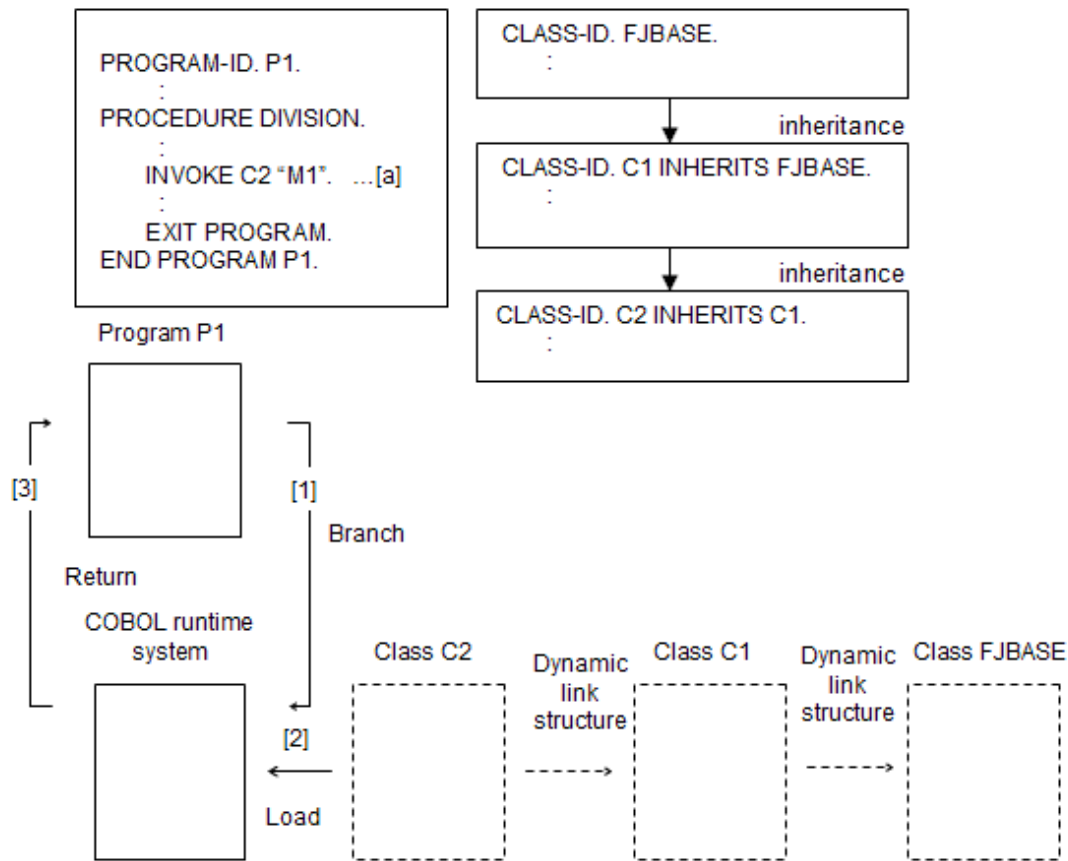 PROGRAM-ID. P1.
:
PROCEDURE DIVISION.
:
INVOKE C2 “M1”. ...[a]
:
EXIT PROGRAM.
END PROGRAM P1.
Program P1
CLASS-ID. FJBASE.
:
inheritance
CLASS-ID. C1 INHERITS FJBASE.
:
inheritance
CLASS-ID. C2 INHERITS C1.
:
[3]
[1]
Branch
Return
COBOL runtime
system
[2]
Load
Class C2
Dynamic
link
structure
Class C1
Dynamic
link
structure
Class FJBASE